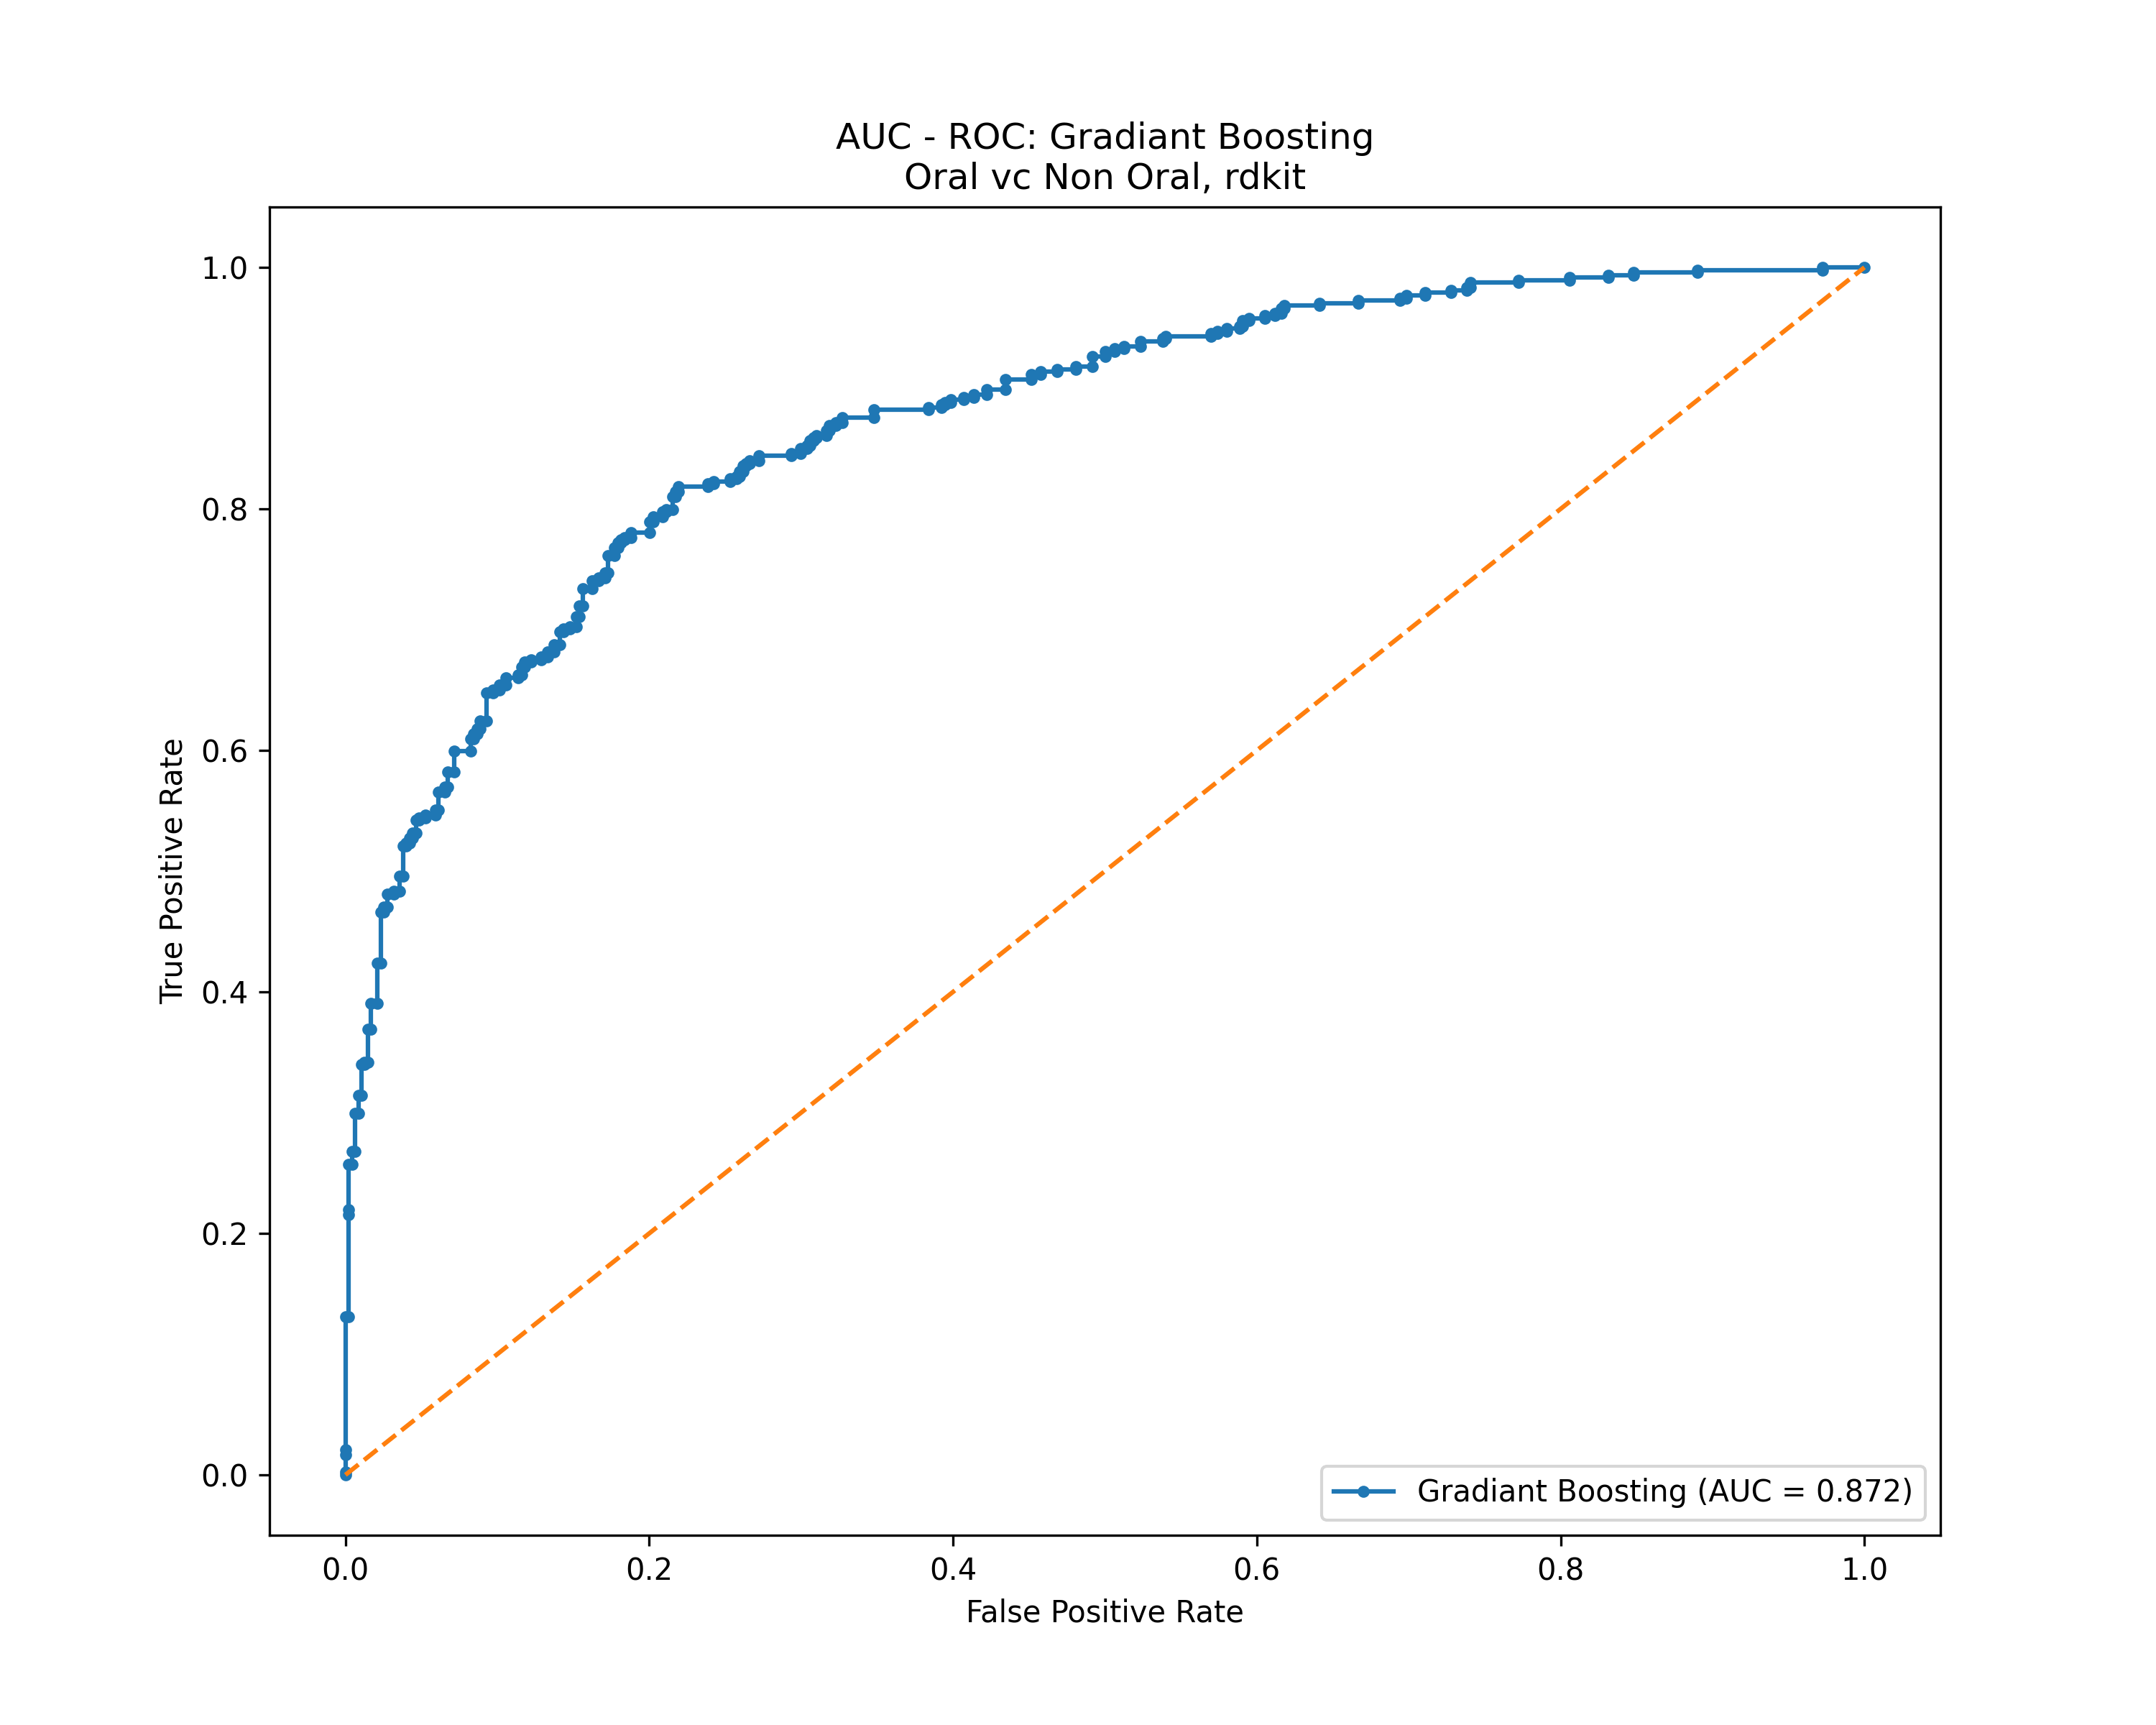 AUC - ROC: Gradiant Boosting
Oral vc Non Oral, rdkit
True Positive Rate
1.0
0.8
0.6
0.4
0.2
0.0
Gradiant Boosting (AUC = 0.872)
0.0 0.2 0.4 0.6 0.8 1.0
False Positive Rate